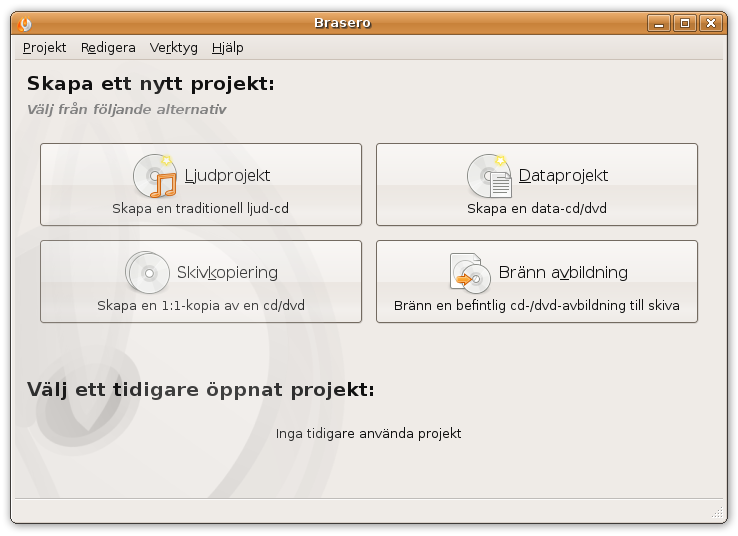 Brasero
Projekt Redigera Verktyg Hjälp
Skapa ett nytt projekt:
Välj från följande alternativ
Ljudprojekt
Skapa en traditionell ljud-cd
Dataprojekt
Skapa en data-cd/dvd
Skivkopiering
Skapa en 1:1-kopia av en cd/dvd
Bränn avbildning
Bränn en befintlig cd-/dvd-avbildning till skiva
Välj ett tidigare öppnat projekt:
Inga tidigare använda projekt